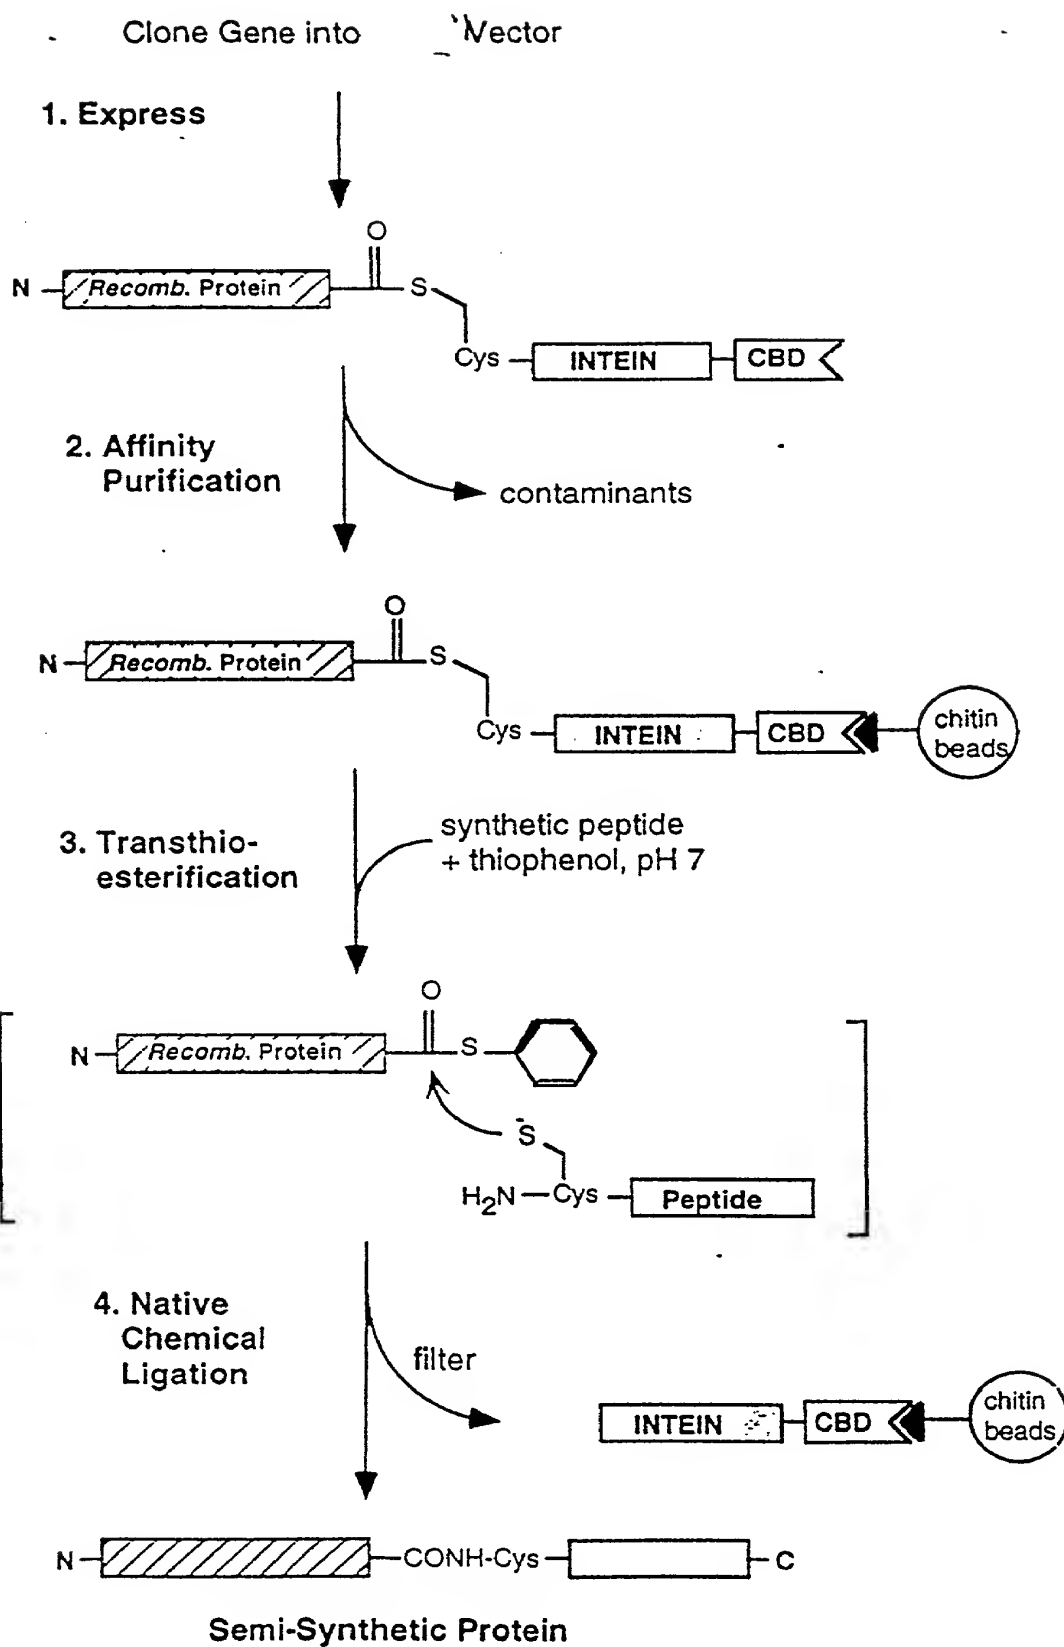 Clone Gene into Vector
1. Express
O
N Recomb. Protein S
Cys INTEIN CBD
2. Affinity
Purification
contaminants
O
N Recomb. Protein S
Cys INTEIN CBD chitin
beads
3. Transthio-
esterification
synthetic peptide
+ thiophenol, pH 7
O
N Recomb. Protein S
-S
H2N Cys Peptide
4. Native
Chemical
Ligation
filter
INTEIN CBD chitin
beads
N CONH-Cys C
Semi-Synthetic Protein